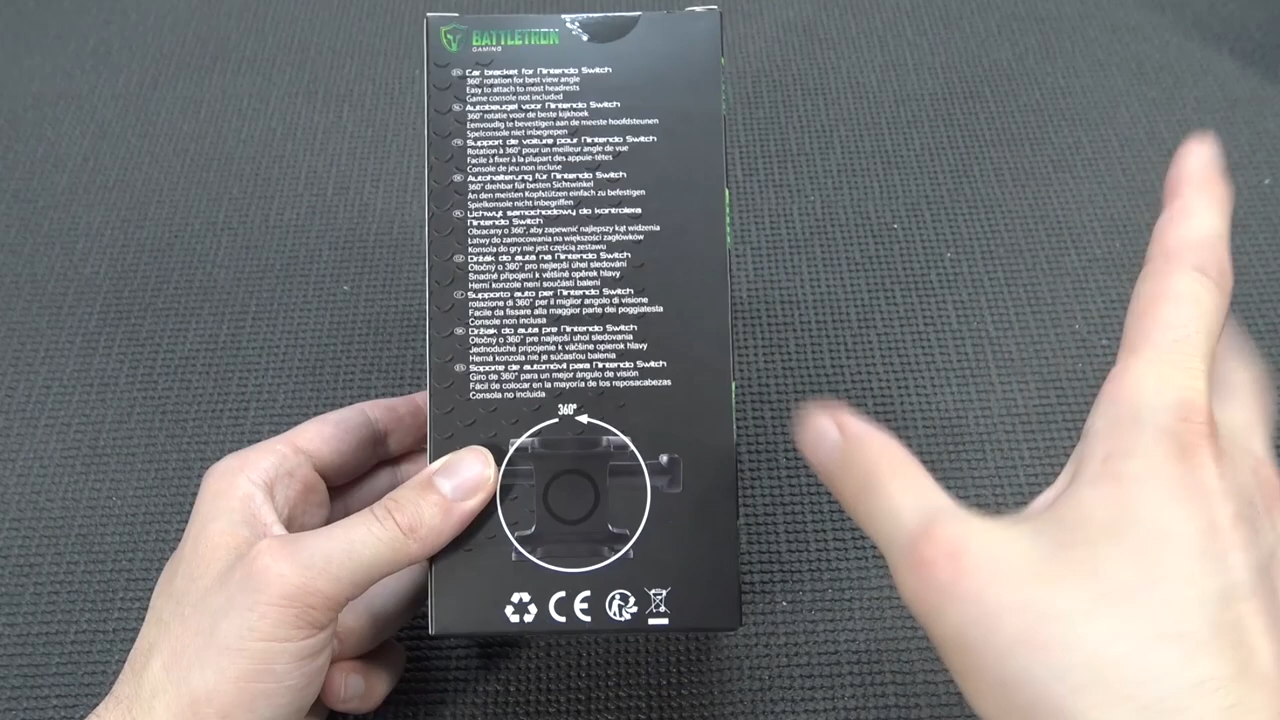 BATTLETRON
GAMING
EN Car bracket for Nintendo Switch
360° rotation for best view angle
Easy to attach to most headrests
Game console not included
NL Autobeugel voor Nintendo Switch
360° rotatie voor de beste kijkhoek
Eenvoudig te bevestigen aan de meeste hoofdsteunen
Spelconsole niet inbegrepen
FR Support de voiture pour Nintendo Switch
Rotation à 360° pour un meilleur angle de vue
Facile à fixer à la plupart des appuie-têtes
Console de jeu non incluse
Autohalterung für Nintendo Switch
360° drehbar für besten Sichtwinkel
An den meisten Kopfstützen einfach zu befestigen
Spielkonsole nicht inbegriffen
PL Uchwyt samochodowy do kontrolera
Nintendo Switch
Obracany o 360°, aby zapewnić najlepszy kąt widzenia
Łatwy do zamocowania na większości zagłówków
Konsola do gry nie jest częścią zestawu
CZ Držák do auta na Nintendo Switch
Otočný o 360° pro nejlepší úhel sledování
Snadné připojení k většině opěrek hlavy
Herní konzole není součástí balení
IT Supporto auto per Nintendo Switch
rotazione di 360° per il miglior angolo di visione
Facile da fissare alla maggior parte dei poggiatesta
Console non inclusa
SK Držiak do auta pre Nintendo Switch
Otočný o 360° pre najlepší uhol sledovania
Jednoduché pripojenie k väčšine opierok hlavy
Herná konzola nie je súčasťou balenia
ES Soporte de automóvil para Nintendo Switch
Giro de 360° para un mejor ángulo de visión
Fácil de colocar en la mayoría de los reposacabezas
Consola no incluida
360°
CE